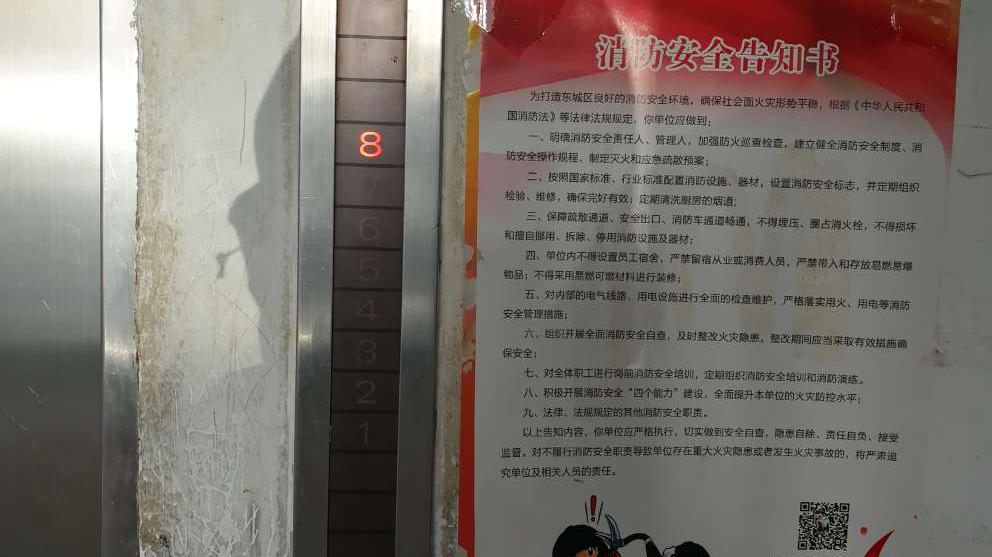 8
7
6
5
4
3
2
1
消防安全告知书
为打造东城区良好的消防安全环境，确保社会面火灾形势平稳，根据《中华人民共和
国消防法》等法律法规规定，你单位应做到：
一、明确消防安全责任人、管理人，加强防火巡查检查，建立健全消防安全制度、消
防安全操作规程，制定灭火和应急疏散预案；
二、按照国家标准、行业标准配置消防设施、器材，设置消防安全标志，并定期组织
检验、维修，确保完好有效；定期清洗厨房的烟道；
三、保障疏散通道、安全出口、消防车通道畅通，不得埋压、圈占消火栓，不得损坏
和擅自挪用、拆除、停用消防设施及器材；
四、单位内不得设置员工宿舍，严禁留宿从业或消费人员，严禁带入和存放易燃易爆
物品；不得采用易燃可燃材料进行装修；
五、对内部的电气线路、用电设施进行全面的检查维护，严格落实用火、用电等消防
安全管理措施；
六、组织开展全面消防安全自查，及时整改火灾隐患。整改期间应当采取有效措施确
保安全；
七、对全体职工进行岗前消防安全培训，定期组织消防安全培训和消防演练。
八、积极开展消防安全“四个能力”建设，全面提升本单位的火灾防控水平；
九、法律、法规规定的其他消防安全职责。
以上告知内容，你单位应严格执行，切实做到安全自查，隐患自除、责任自负、接受
监督。对不履行消防安全职责导致单位存在重大火灾隐患或者发生火灾事故的，将严肃追
究单位及相关人员的责任。